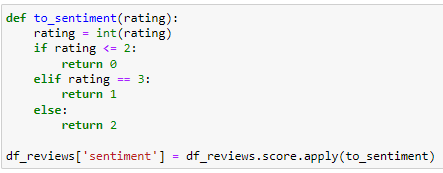 def to_sentiment(rating):
    rating = int(rating)
    if rating <= 2:
        return 0
    elif rating == 3:
        return 1
    else:
        return 2

df_reviews['sentiment'] = df_reviews.score.apply(to_sentiment)